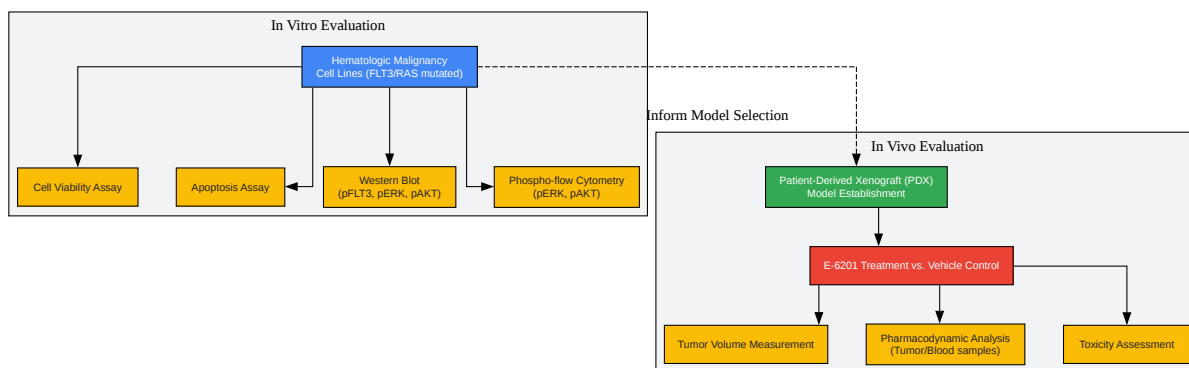 In Vitro Evaluation
Hematologic Malignancy
Cell Lines (FLT3/RAS mutated)
Cell Viability Assay
Apoptosis Assay
Western Blot
(pFLT3, pERK, pAKT)
Phospho-flow Cytometry
(pERK, pAKT)
Inform Model Selection
In Vivo Evaluation
Patient-Derived Xenograft (PDX)
Model Establishment
E-6201 Treatment vs. Vehicle Control
Tumor Volume Measurement
Pharmacodynamic Analysis
(Tumor/Blood samples)
Toxicity Assessment